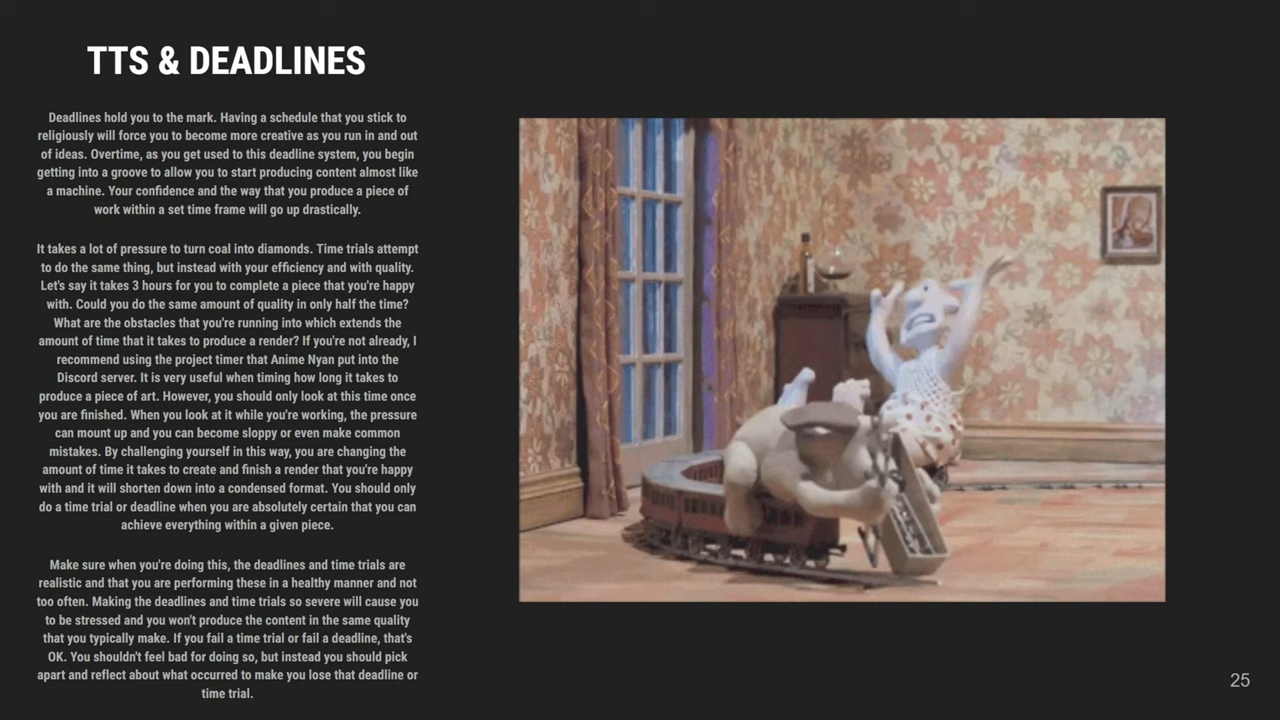 TTS & DEADLINES
Deadlines hold you to the mark. Having a schedule that you stick to
religiously will force you to become more creative as you run in and out
of ideas. Overtime, as you get used to this deadline system, you begin
getting into a groove to allow you to start producing content almost like
a machine. Your confidence and the way that you produce a piece of
work within a set time frame will go up drastically.
It takes a lot of pressure to turn coal into diamonds. Time trials attempt
to do the same thing, but instead with your efficiency and with quality.
Let's say it takes 3 hours for you to complete a piece that you're happy
with. Could you do the same amount of quality in only half the time?
What are the obstacles that you're running into which extends the
amount of time that it takes to produce a render? If you're not already, I
recommend using the project timer that Anime Nyan put into the
Discord server. It is very useful when timing how long it takes to
produce a piece of art. However, you should only look at this time once
you are finished. When you look at it while you're working, the pressure
can mount up and you can become sloppy or even make common
mistakes. By challenging yourself in this way, you are changing the
amount of time it takes to create and finish a render that you're happy
with and it will shorten down into a condensed format. You should only
do a time trial or deadline when you are absolutely certain that you can
achieve everything within a given piece.
Make sure when you're doing this, the deadlines and time trials are
realistic and that you are performing these in a healthy manner and not
too often. Making the deadlines and time trials so severe will cause you
to be stressed and you won't produce the content in the same quality
that you typically make. If you fail a time trial or fail a deadline, that's
OK. You shouldn't feel bad for doing so, but instead you should pick
apart and reflect about what occurred to make you lose that deadline or
time trial.
25